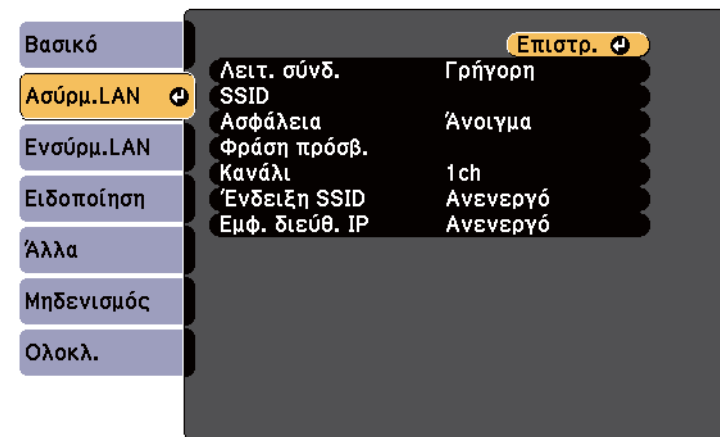 Βασικό
Ασύρμ.LAN
Ενσύρμ.LAN
Ειδοποίηση
Άλλα
Μηδενισμός
Ολοκλ.
Επιστρ.
Λειτ. σύνδ. Γρήγορη
SSID
Ασφάλεια Άνοιγμα
Φράση πρόσβ.
Κανάλι 1ch
Ένδειξη SSID Ανενεργό
Εμφ. διεύθ. IP Ανενεργό